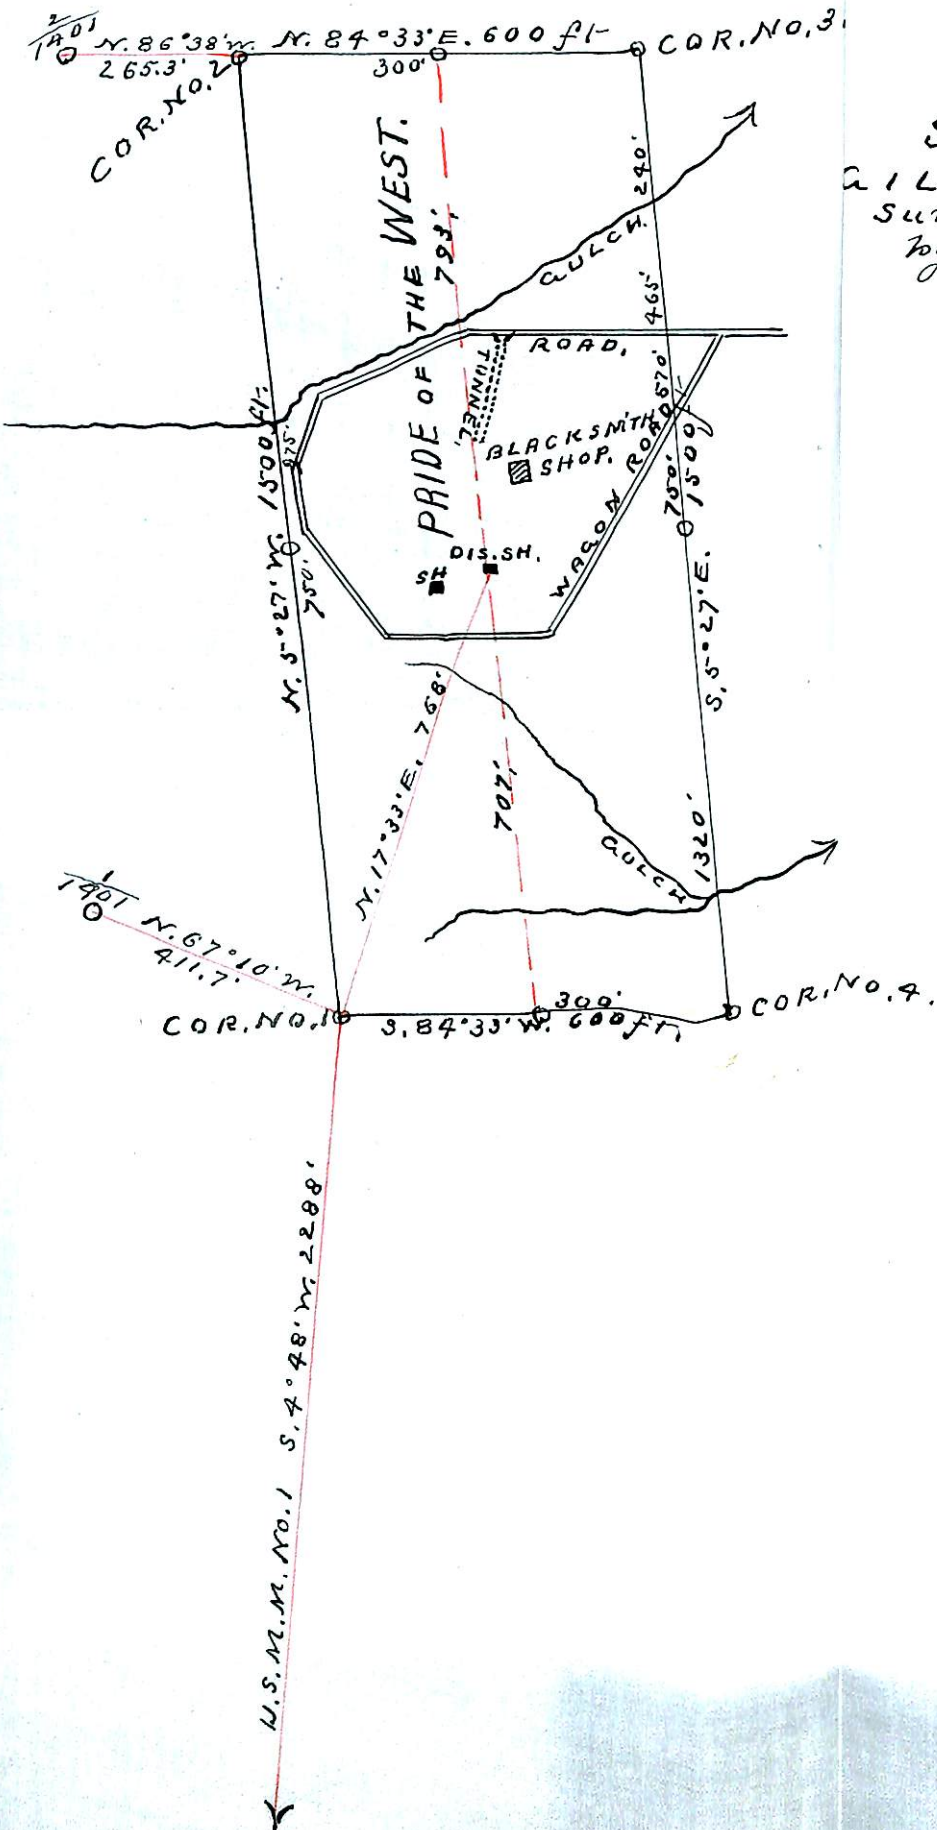 2/1401
N. 86°38'W. 265.3'
N. 84°33'E. 600 ft
300'
COR. NO. 3.
COR. NO. 2
PRIDE OF THE WEST.
793.'
GULCH.
240.'
465'
ROAD.
TUNNEL.
BLACKSMITH
SHOP.
WAGON ROAD
570'
750' 1500 ft
S. 5°27'E.
DIS. SH.
SH
N. 5°27'W. 1500 ft.
875'
750'
N. 17°33'E. 768'
707.'
GULCH
1320'
1/1401
N. 67°10'W.
411.7'
COR. NO. 1
300'
S. 84°33'W. 600 ft.
COR. NO. 4.
U.S.M.M. No. 1 S. 4°48'W. 2288'